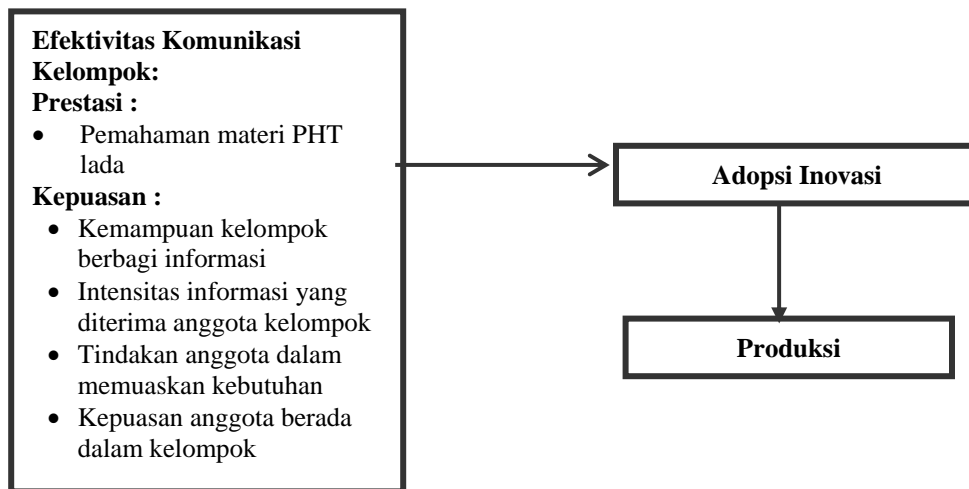 Efektivitas Komunikasi
Kelompok:
Prestasi :
• Pemahaman materi PHT
lada
Kepuasan :
• Kemampuan kelompok
berbagi informasi
• Intensitas informasi yang
diterima anggota kelompok
• Tindakan anggota dalam
memuaskan kebutuhan
• Kepuasan anggota berada
dalam kelompok
Adopsi Inovasi
Produksi